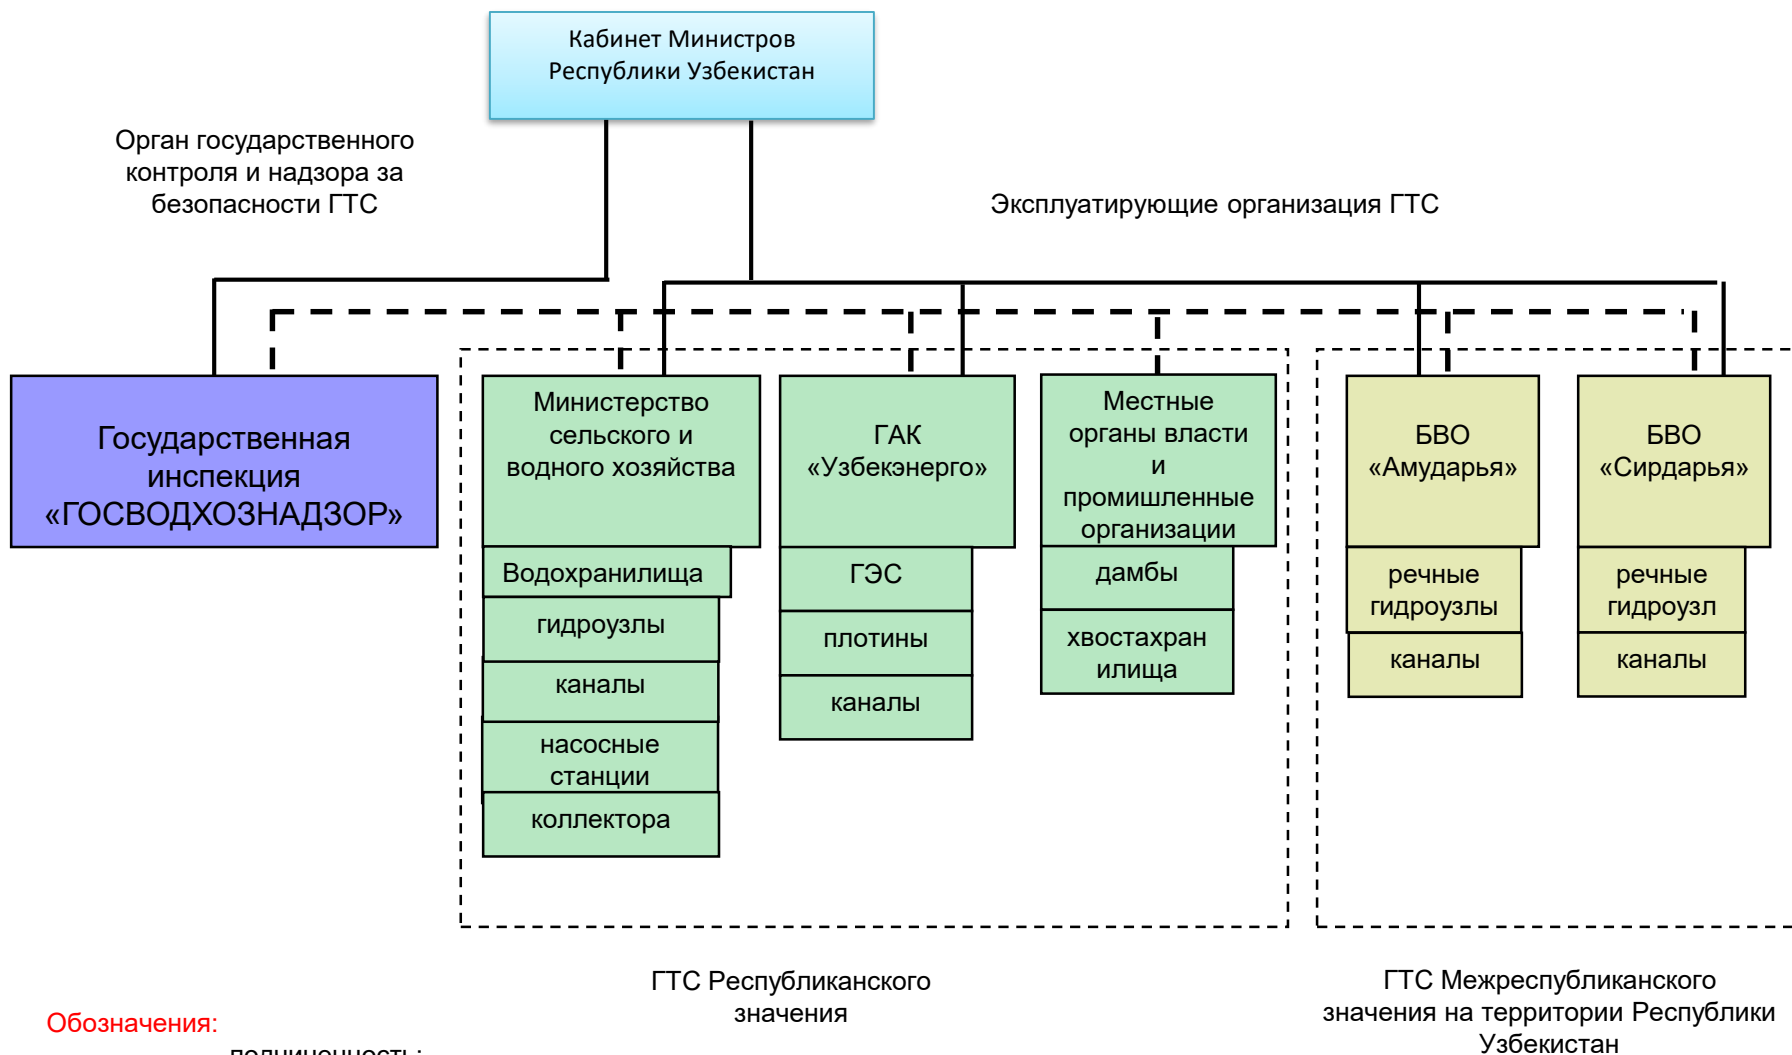 Кабинет Министров
Республики Узбекистан
Орган государственного
контроля и надзора за
безопасности ГТС
Эксплуатирующие организация ГТС
Государственная
инспекция
«ГОСВОДХОЗНАДЗОР»
Министерство
сельского и
водного хозяйства
Водохранилища
гидроузлы
каналы
насосные
станции
коллектора
ГАК
«Узбекэнерго»
ГЭС
плотины
каналы
Местные
органы власти
и
промишленные
организации
дамбы
хвостахран
илища
БВО
«Амударья»
речные
гидроузлы
каналы
БВО
«Сирдарья»
речные
гидроузл
каналы
ГТС Республиканского
значения
ГТС Межреспубликанского
значения на территории Республики
Узбекистан
Обозначения: